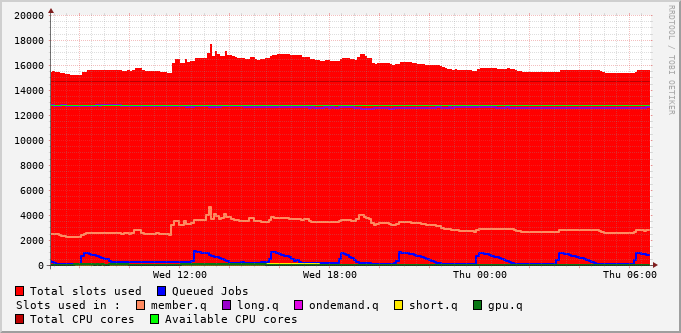 20000
18000
16000
14000
12000
10000
8000
6000
4000
2000
0
Wed 12:00 Wed 18:00 Thu 00:00 Thu 06:00
RRDTOOL / TOBI OETIKER
Total slots used Queued Jobs
Slots used in : member.q long.q ondemand.q short.q gpu.q
Total CPU cores Available CPU cores